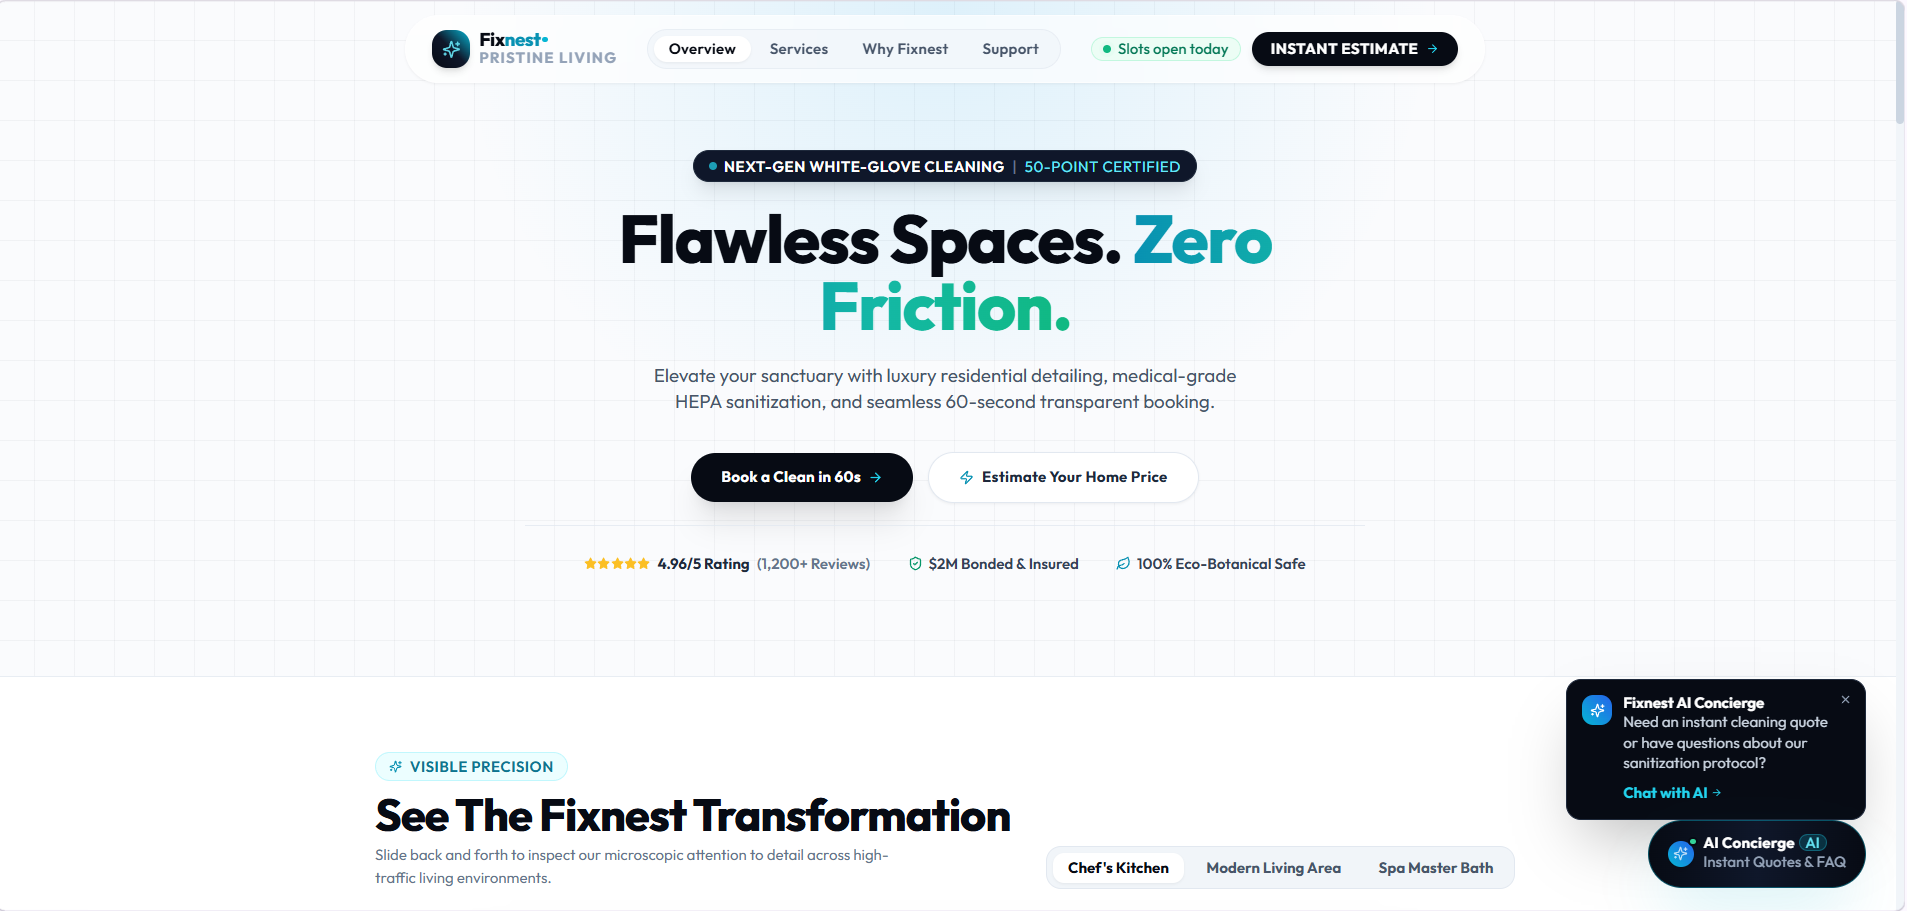 Fixnest
PRISTINE LIVING
Overview
Services
Why Fixnest
Support
Slots open today
INSTANT ESTIMATE →
NEXT-GEN WHITE-GLOVE CLEANING | 50-POINT CERTIFIED
Flawless Spaces. Zero
Friction.
Elevate your sanctuary with luxury residential detailing, medical-grade
HEPA sanitization, and seamless 60-second transparent booking.
Book a Clean in 60s →
Estimate Your Home Price
4.96/5 Rating (1,200+ Reviews)
$2M Bonded & Insured
100% Eco-Botanical Safe
VISIBLE PRECISION
See The Fixnest Transformation
Slide back and forth to inspect our microscopic attention to detail across high-
traffic living environments.
Chef's Kitchen
Modern Living Area
Spa Master Bath
Fixnest AI Concierge
Need an instant cleaning quote
or have questions about our
sanitization protocol?
Chat with AI →
AI Concierge AI
Instant Quotes & FAQ